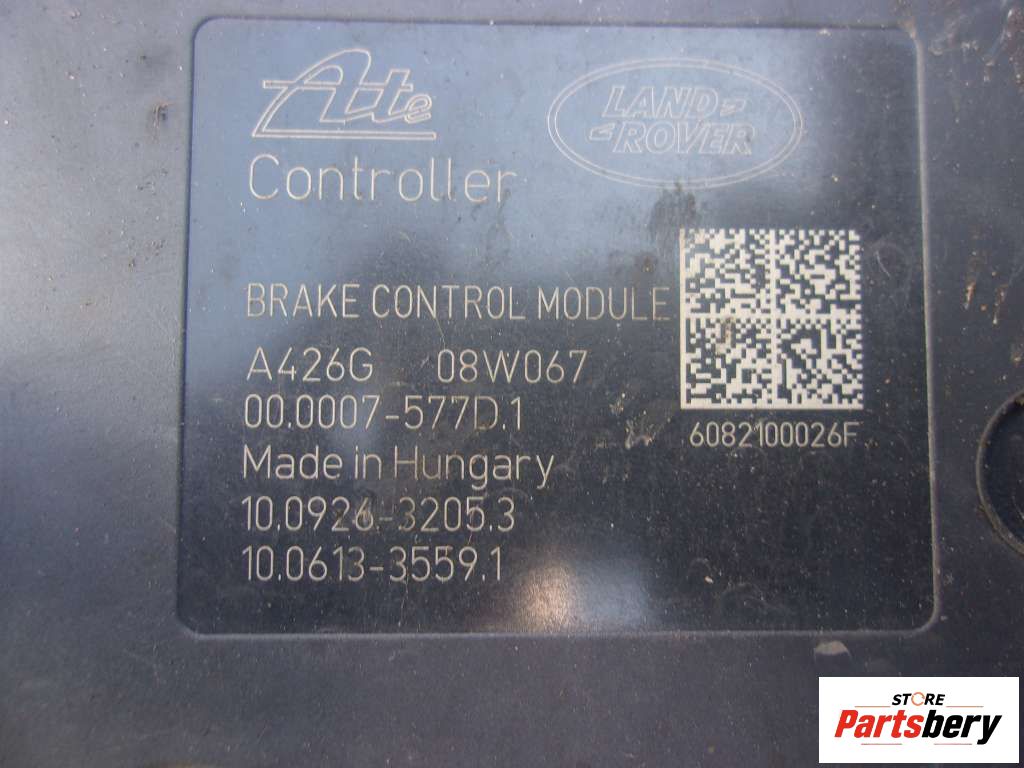 Ate
LAND
ROVER
Controller
BRAKE CONTROL MODULE
A426G 08W067
00.0007-577D.1
6082100026F
Made in Hungary
10.0926-3205.3
10.0613-3559.1
STORE
Partsbery